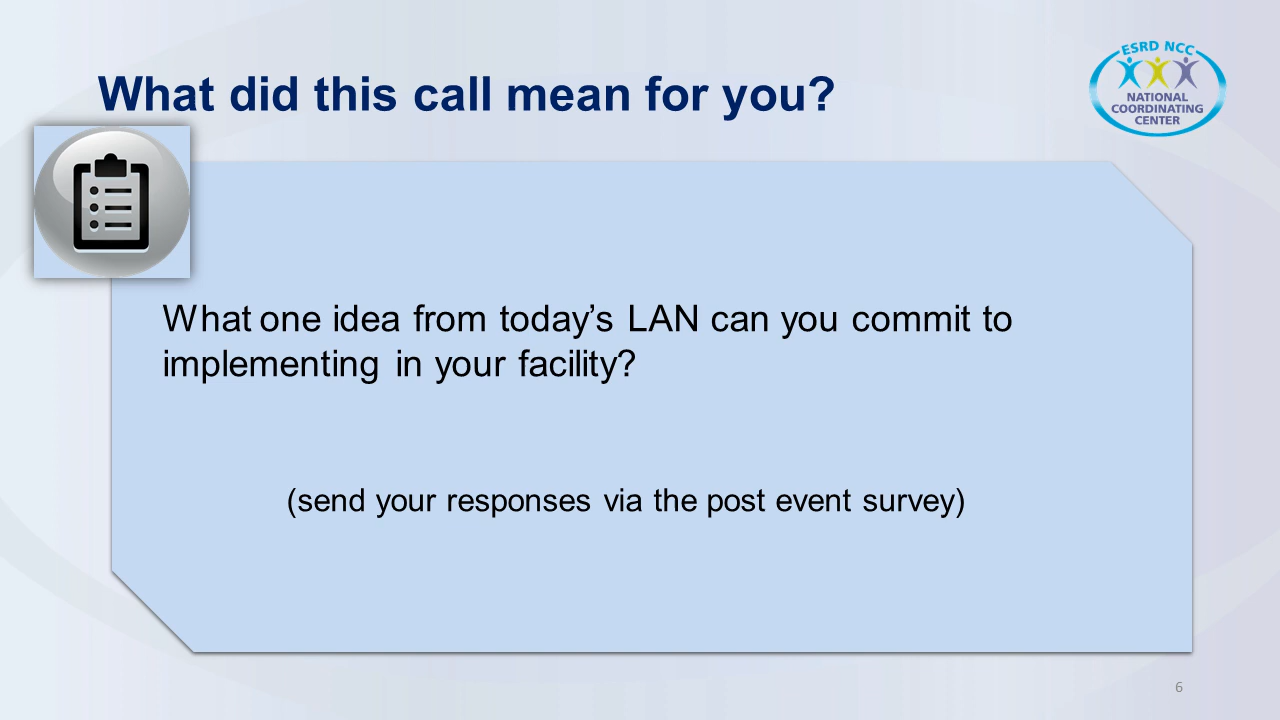 What did this call mean for you?
ESRD NCC
NATIONAL
COORDINATING
CENTER
What one idea from today’s LAN can you commit to
implementing in your facility?
(send your responses via the post event survey)
6